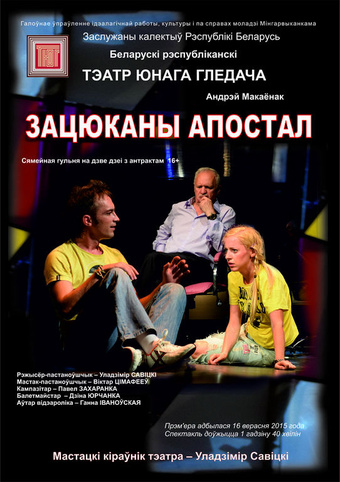 Галоўнае ўпраўленне ідэалагічнай работы, культуры і па справах моладзі Мінгарвыканкама
Заслужаны калектыў Рэспублікі Беларусь
Беларускі рэспубліканскі
ТЭАТР ЮНАГА ГЛЕДАЧА
Андрэй Макаёнак
ЗАЦЮКАНЫ АПОСТАЛ
Сямейная гульня на дзве дзеі з антрактам 16+
Рэжысёр-пастаноўшчык – Уладзімір САВІЦКІ
Мастак-пастаноўшчык – Віктар ЦІМАФЕЕЎ
Кампазітар – Павел ЗАХАРАНКА
Балетмайстар – Дзіна ЮРЧАНКА
Аўтар відэарoліка – Ганна ІВАНОЎСКАЯ
Прэм'ера адбылася 16 верасня 2015 года
Спектакль доўжыцца 1 гадзіну 40 хвілін
Мастацкі кіраўнік тэатра – Уладзімір Савіцкі